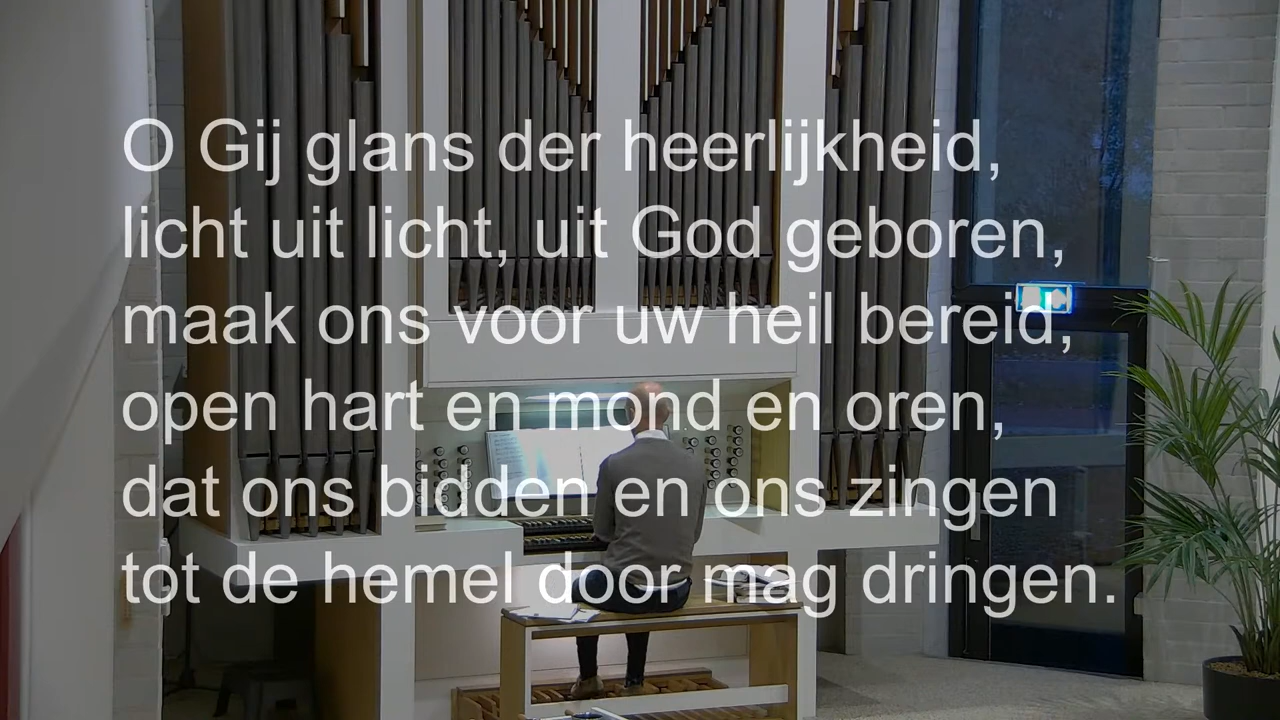 O Gij glans der heerlijkheid,
licht uit licht, uit God geboren,
maak ons voor uw heil bereid,
open hart en mond en oren,
dat ons bidden en ons zingen
tot de hemel door mag dringen.